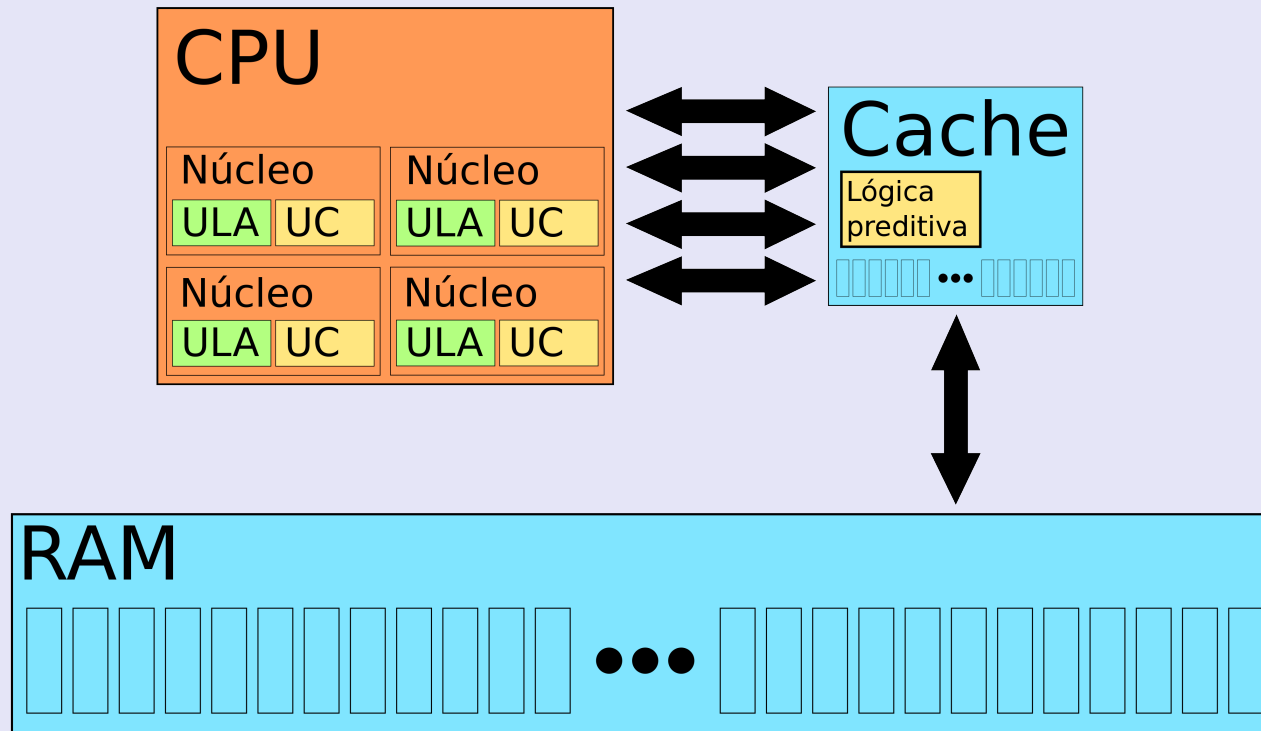 CPU
Núcleo
ULA UC
Núcleo
ULA UC
Núcleo
ULA UC
Núcleo
ULA UC
Cache
Lógica
preditiva
RAM